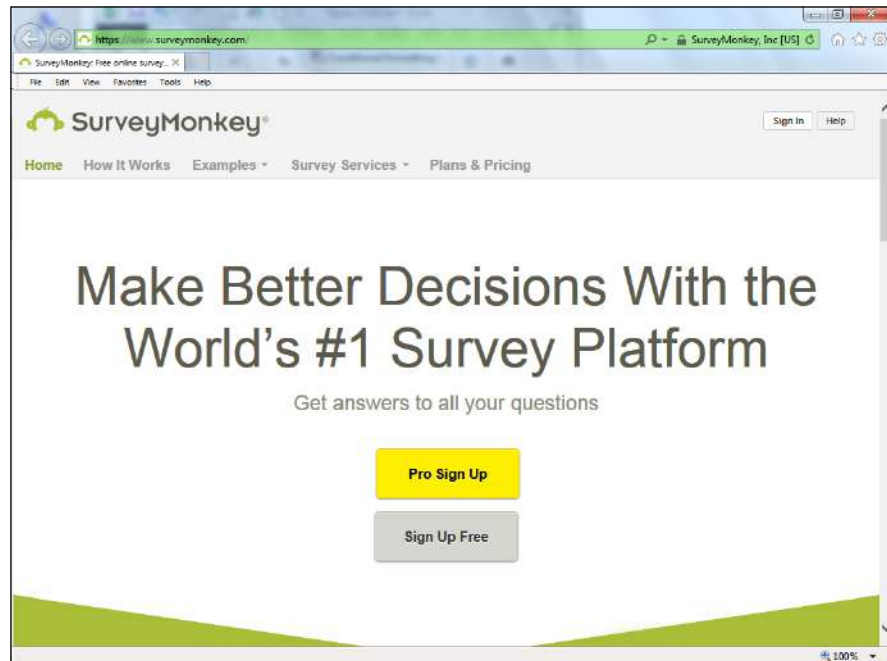 https://www.surveymonkey.com/
SurveyMonkey, Inc [US]
SurveyMonkey: Free online survey...
File Edit View Favorites Tools Help
SurveyMonkey®
Sign In Help
Home How It Works Examples Survey Services Plans & Pricing
Make Better Decisions With the
World's #1 Survey Platform
Get answers to all your questions
Pro Sign Up
Sign Up Free
100%